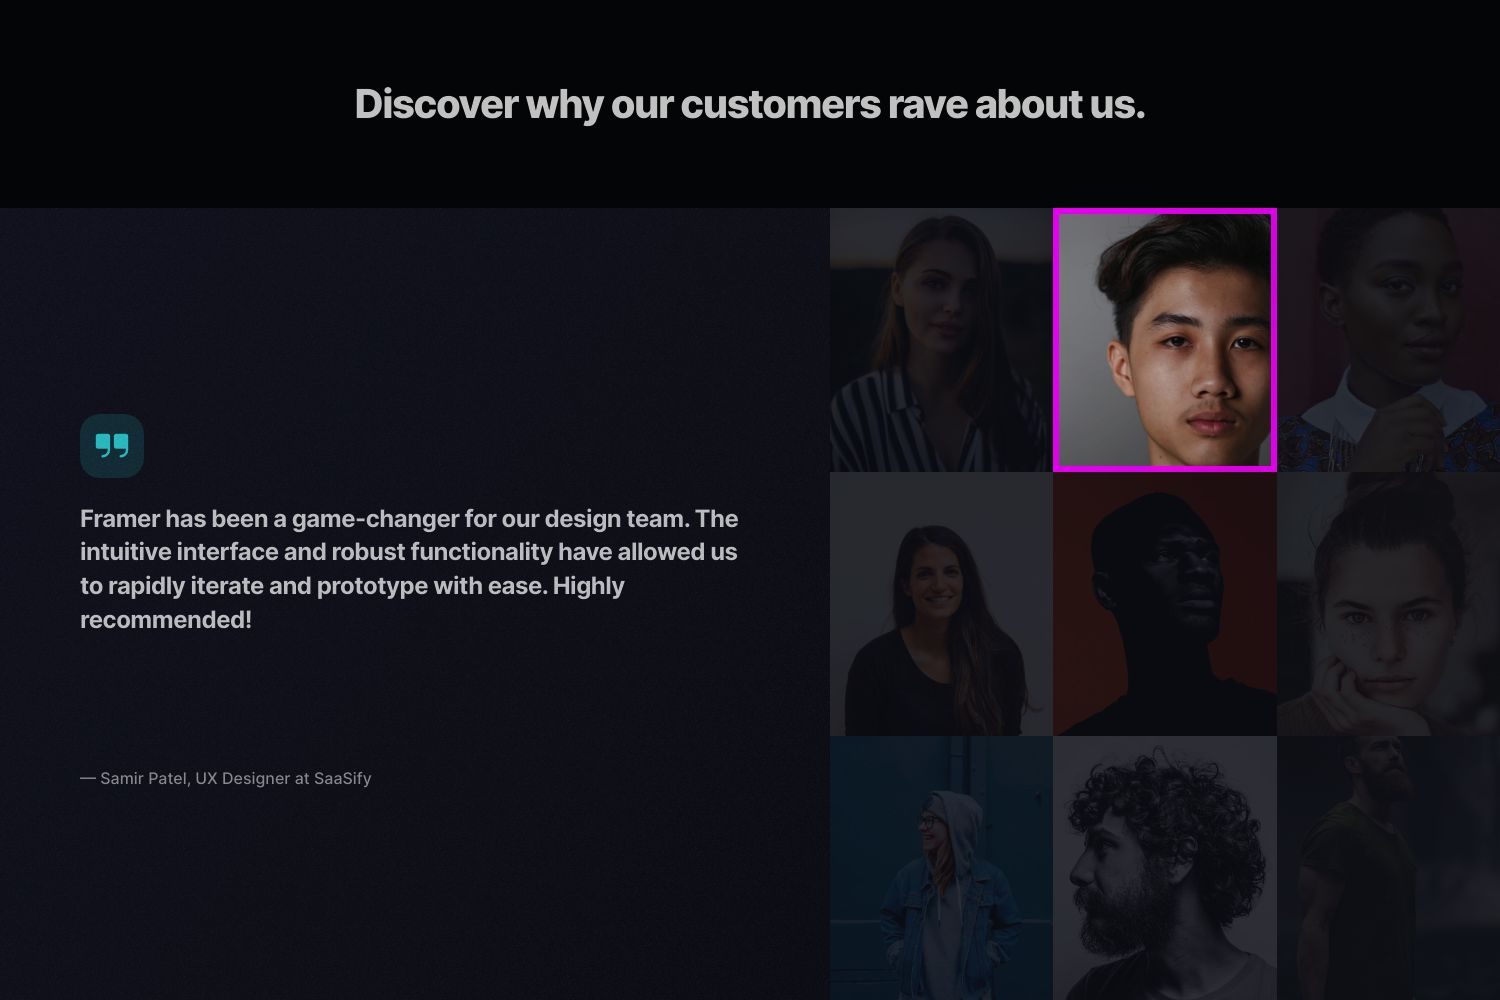 Discover why our customers rave about us.
Framer has been a game-changer for our design team. The
intuitive interface and robust functionality have allowed us
to rapidly iterate and prototype with ease. Highly
recommended!
— Samir Patel, UX Designer at SaaSify